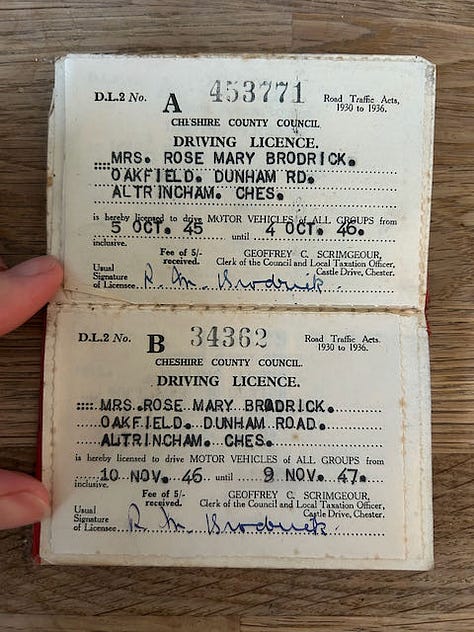 D.L.2 No. A 453771 Road Traffic Acts,
1930 to 1936.
CHESHIRE COUNTY COUNCIL
DRIVING LICENCE.
MRS. ROSE MARY BRODRICK.
OAKFIELD. DUNHAM RD.
ALTRINCHAM. CHES.
is hereby licensed to drive MOTOR VEHICLES of ALL GROUPS from
5 OCT. 45 until 4 OCT. 46.
inclusive.
Fee of 5/- GEOFFREY C. SCRIMGEOUR,
received. Clerk of the Council and Local Taxation Officer,
Usual Castle Drive, Chester.
Signature
of Licensee R. M. Brodrick.
D.L.2 No. B 34362 Road Traffic Acts.
1930 to 1936.
CHESHIRE COUNTY COUNCIL.
DRIVING LICENCE.
MRS. ROSE MARY BRODRICK.
OAKFIELD. DUNHAM ROAD.
ALTRINCHAM. CHES.
is hereby licensed to drive MOTOR VEHICLES of ALL GROUPS from
10 NOV. 46 until 9 NOV. 47.
inclusive.
Fee of 5/- GEOFFREY C. SCRIMGEOUR,
received. Clerk of the Council and Local Taxation Officer,
Usual Castle Drive, Chester.
Signature
of Licensee R. M. Brodrick